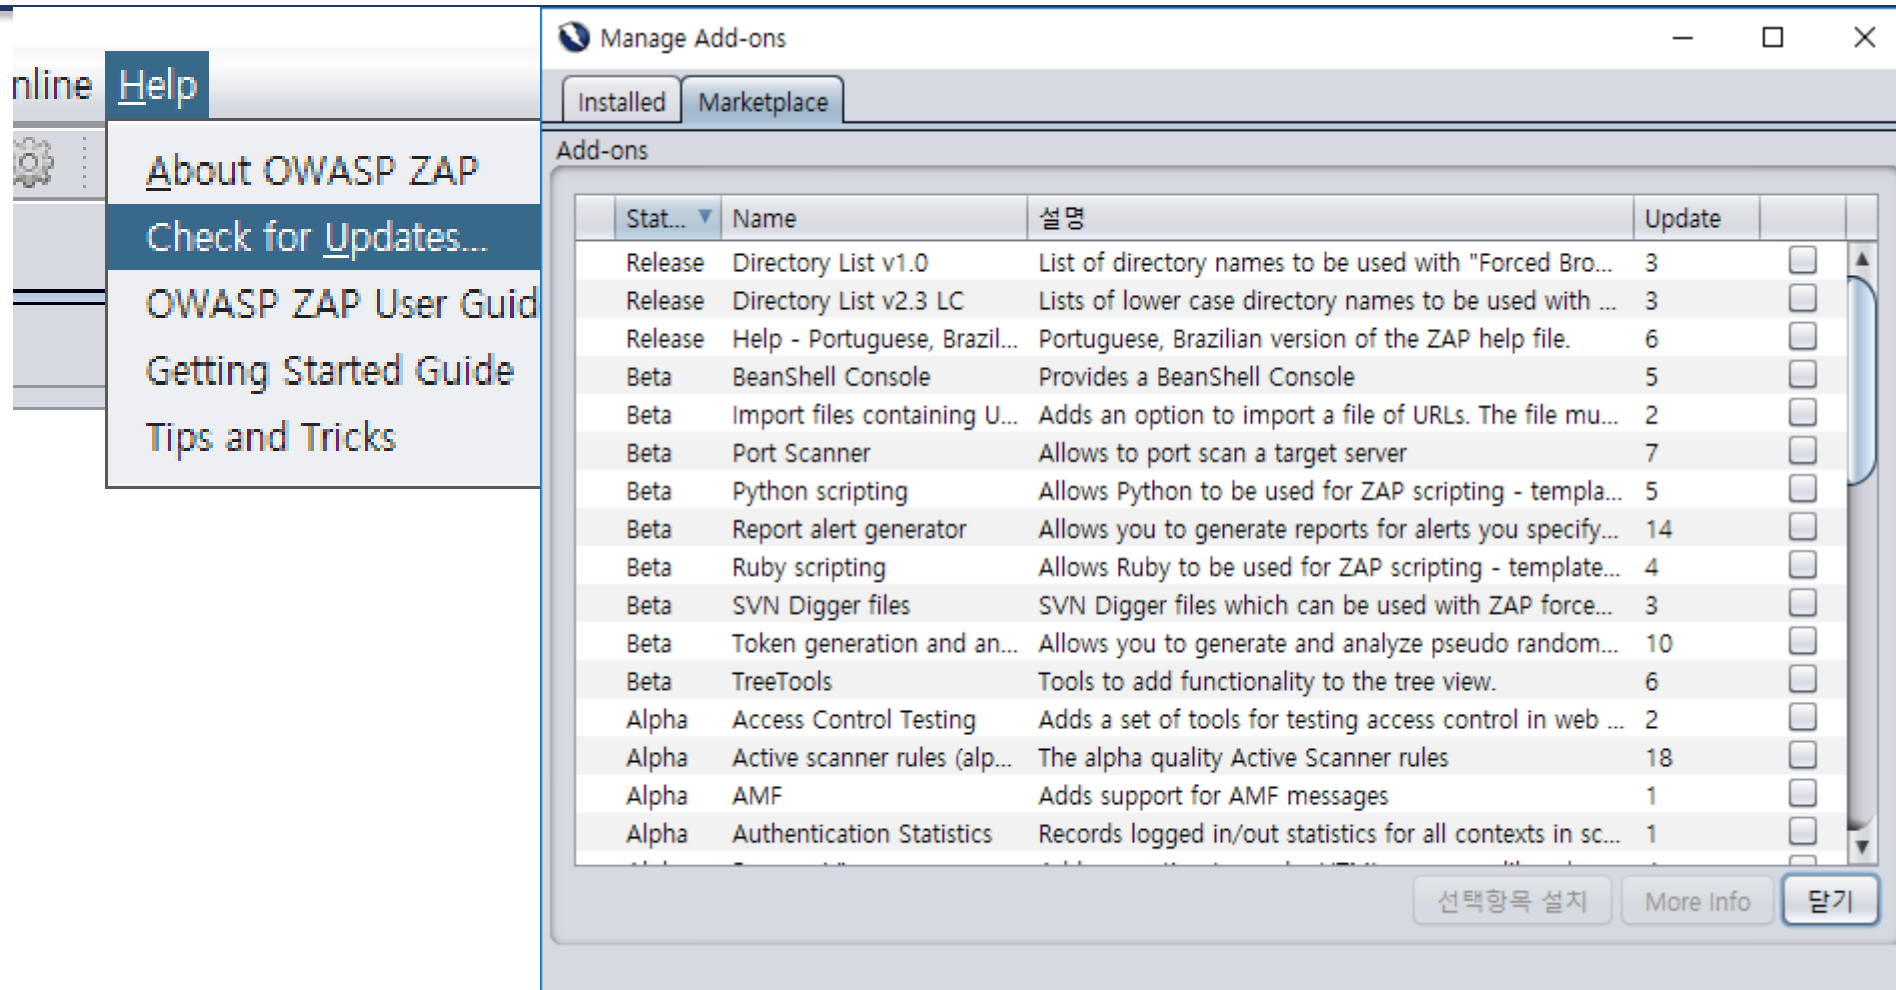 nline Help
About OWASP ZAP
Check for Updates...
OWASP ZAP User Guid
Getting Started Guide
Tips and Tricks
Manage Add-ons
Installed Marketplace
Add-ons
Stat... Name 설명 Update
Release Directory List v1.0 List of directory names to be used with "Forced Bro... 3
Release Directory List v2.3 LC Lists of lower case directory names to be used with ... 3
Release Help - Portuguese, Brazil... Portuguese, Brazilian version of the ZAP help file. 6
Beta BeanShell Console Provides a BeanShell Console 5
Beta Import files containing U... Adds an option to import a file of URLs. The file mu... 2
Beta Port Scanner Allows to port scan a target server 7
Beta Python scripting Allows Python to be used for ZAP scripting - templa... 5
Beta Report alert generator Allows you to generate reports for alerts you specify... 14
Beta Ruby scripting Allows Ruby to be used for ZAP scripting - template... 4
Beta SVN Digger files SVN Digger files which can be used with ZAP force... 3
Beta Token generation and an... Allows you to generate and analyze pseudo random... 10
Beta TreeTools Tools to add functionality to the tree view. 6
Alpha Access Control Testing Adds a set of tools for testing access control in web ... 2
Alpha Active scanner rules (alp... The alpha quality Active Scanner rules 18
Alpha AMF Adds support for AMF messages 1
Alpha Authentication Statistics Records logged in/out statistics for all contexts in sc... 1
선택항목 설치 More Info 닫기